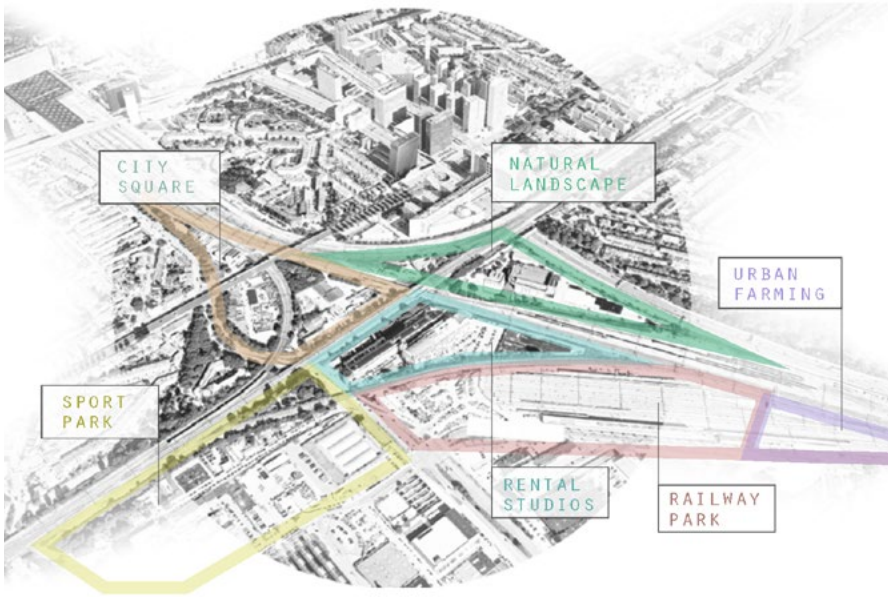 CITY
SQUARE
NATURAL
LANDSCAPE
URBAN
FARMING
SPORT
PARK
RENTAL
STUDIOS
RAILWAY
PARK